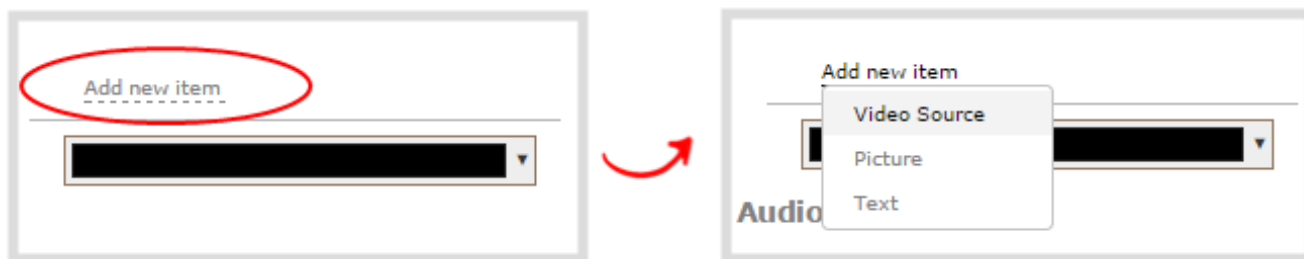 Add new item
Add new item
Video Source
Picture
Text
Audio